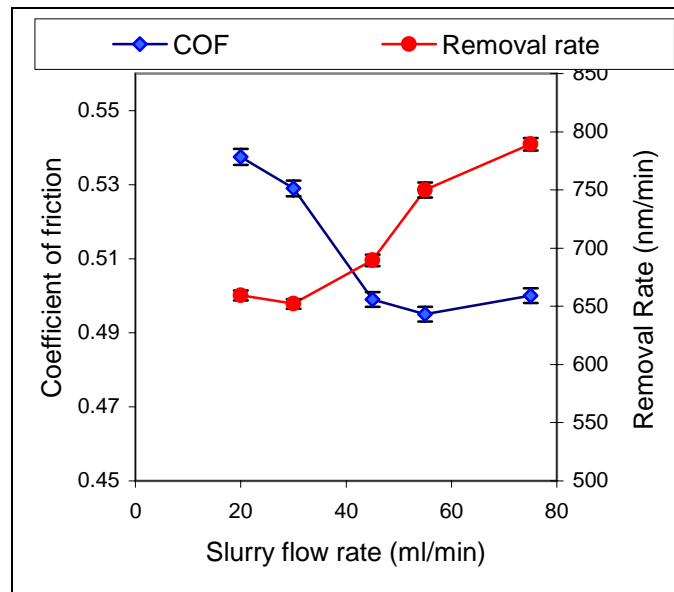 COF Removal rate
0.55
0.53
0.51
0.49
0.47
0.45
Coefficient of friction
850
800
750
700
650
600
550
500
Removal Rate (nm/min)
0 20 40 60 80
Slurry flow rate (ml/min)